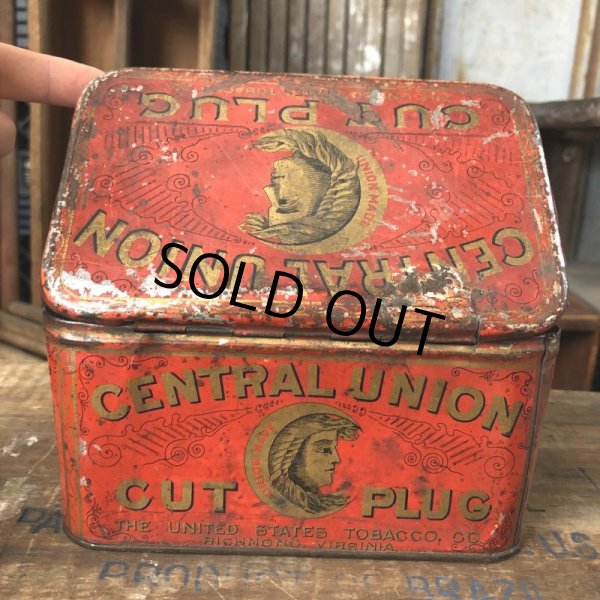 CUT PLUG
UNION MADE
CENTRAL UNION
SOLD OUT
CENTRAL UNION
CUT PLUG
THE UNITED STATES TOBACCO. CO.
RICHMOND, VIRGINIA.